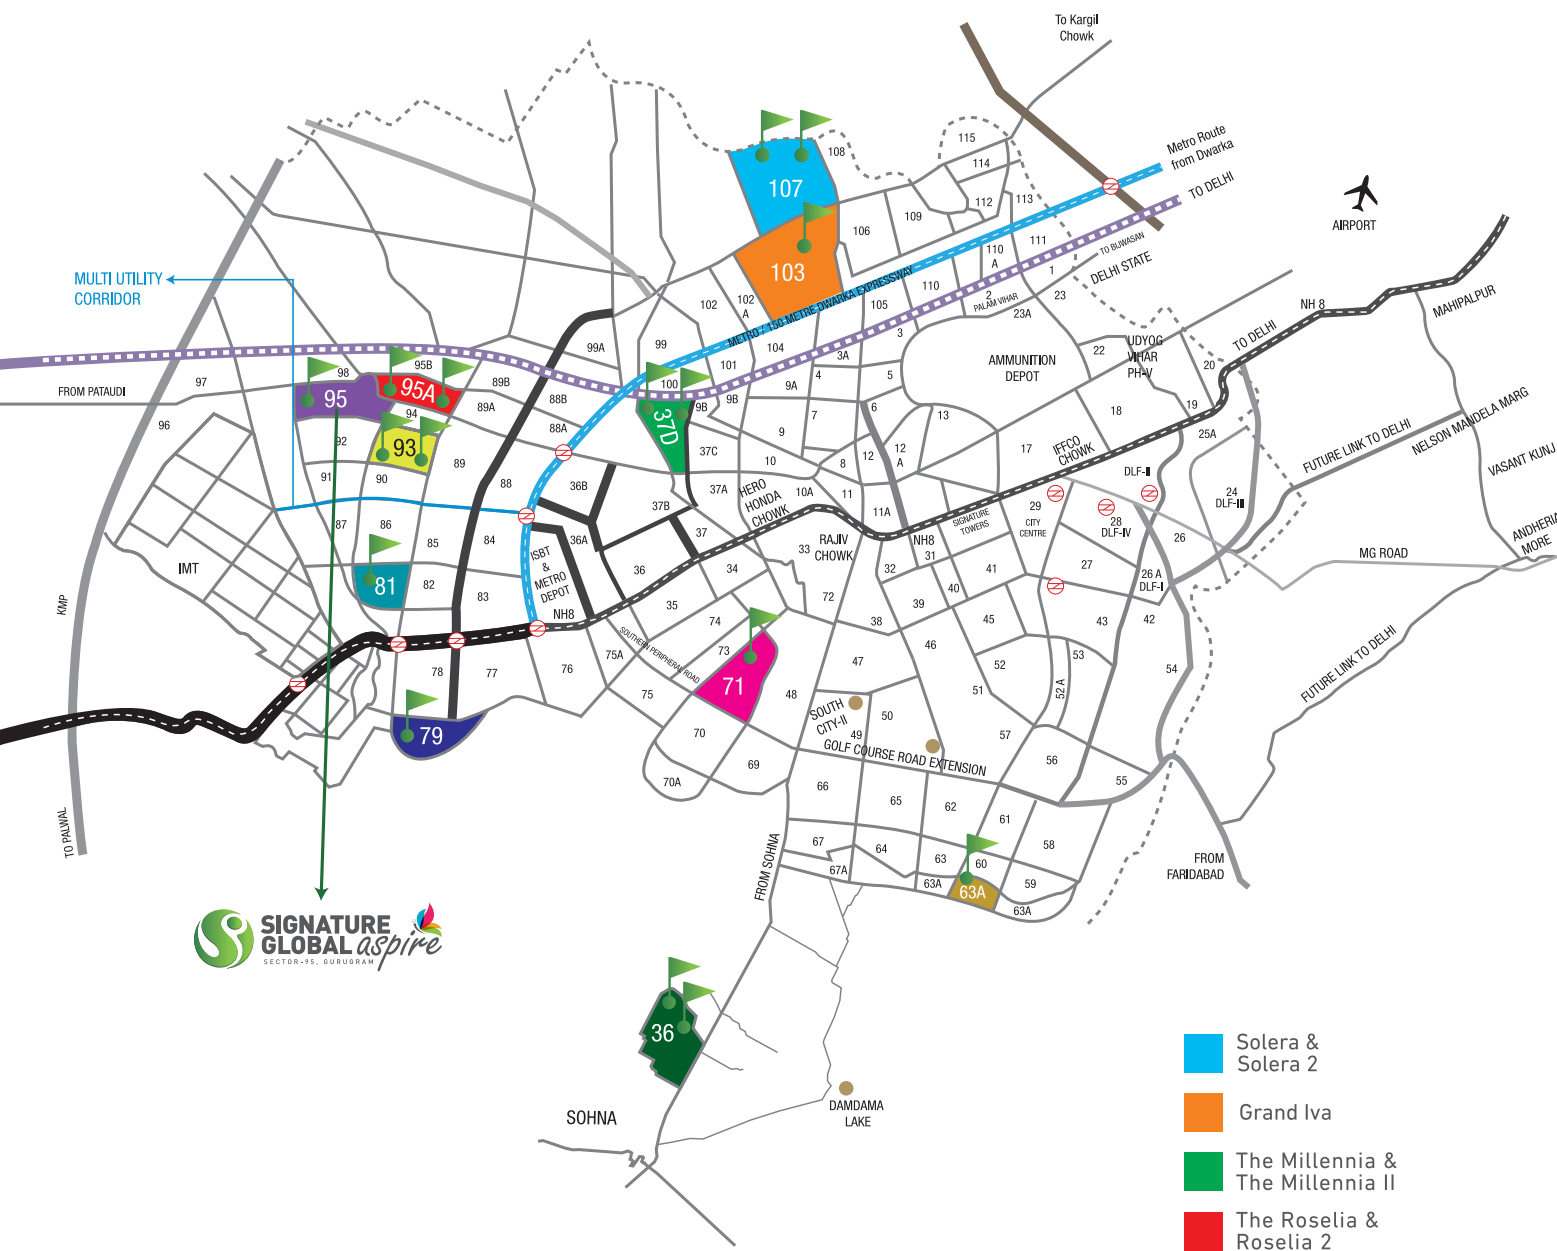 To Kargil
Chowk
Metro Route
from Dwarka
TO DELHI
AIRPORT
115
114
113
112
111
110
A
109
108
107
106
103
MULTI UTILITY
CORRIDOR
TO BIJWASAN
DELHI STATE
1
2
PALAM VIHAR
23
23A
110
105
METRO / 150 METRE DWARKA EXPRESSWAY
102
102
A
104
101
100
99
99A
3
3A
4
5
6
7
9A
9
9B
9B
NH 8
MAHIPALPUR
TO DELHI
AMMUNITION
DEPOT
UDYOG
VIHAR
PH-V
22
20
19
18
17
13
12
12
A
8
10
10A
11
11A
FROM PATAUDI
97
98
95B
95
95A
94
93
92
91
90
96
89B
89A
89
88B
88A
88
37D
37C
37B
37A
37
36B
36A
36
IFFCO
CHOWK
25A
FUTURE LINK TO DELHI
NELSON MANDELA MARG
VASANT KUNJ
24
DLF-III
DLF-II
HERO
HONDA
CHOWK
RAJIV
CHOWK
SIGNATURE
TOWERS
NH8
29
CITY
CENTRE
28
DLF-IV
26
26 A
DLF-I
27
ANDHERIA
MORE
MG ROAD
87
86
85
84
83
82
81
IMT
KMP
ISBT
&
METRO
DEPOT
NH8
33
34
35
32
31
41
40
39
38
72
74
73
71
45
46
43
42
47
48
49
50
51
52
52 A
53
54
SOUTHERN PERIPHERAL ROAD
75A
75
76
77
78
79
70
70A
69
SOUTH
CITY-II
GOLF COURSE ROAD EXTENSION
57
56
55
FUTURE LINK TO DELHI
66
65
62
61
58
67
67A
64
63
63A
60
63A
59
63A
TO PALWAL
FROM SOHNA
FROM
FARIDABAD
SIGNATURE
GLOBAL aspire
SECTOR-95, GURUGRAM
36
SOHNA
DAMDAMA
LAKE
Solera &
Solera 2
Grand Iva
The Millennia &
The Millennia II
The Roselia &
Roselia 2